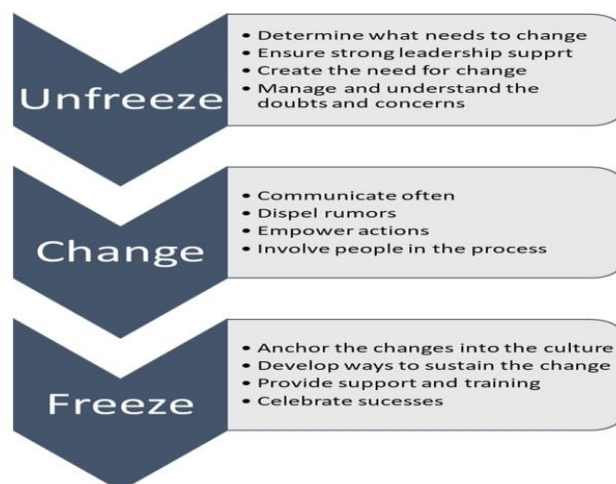 Unfreeze
• Determine what needs to change
• Ensure strong leadership supprt
• Create the need for change
• Manage and understand the
doubts and concerns
Change
• Communicate often
• Dispel rumors
• Empower actions
• Involve people in the process
Freeze
• Anchor the changes into the culture
• Develop ways to sustain the change
• Provide support and training
• Celebrate sucesses